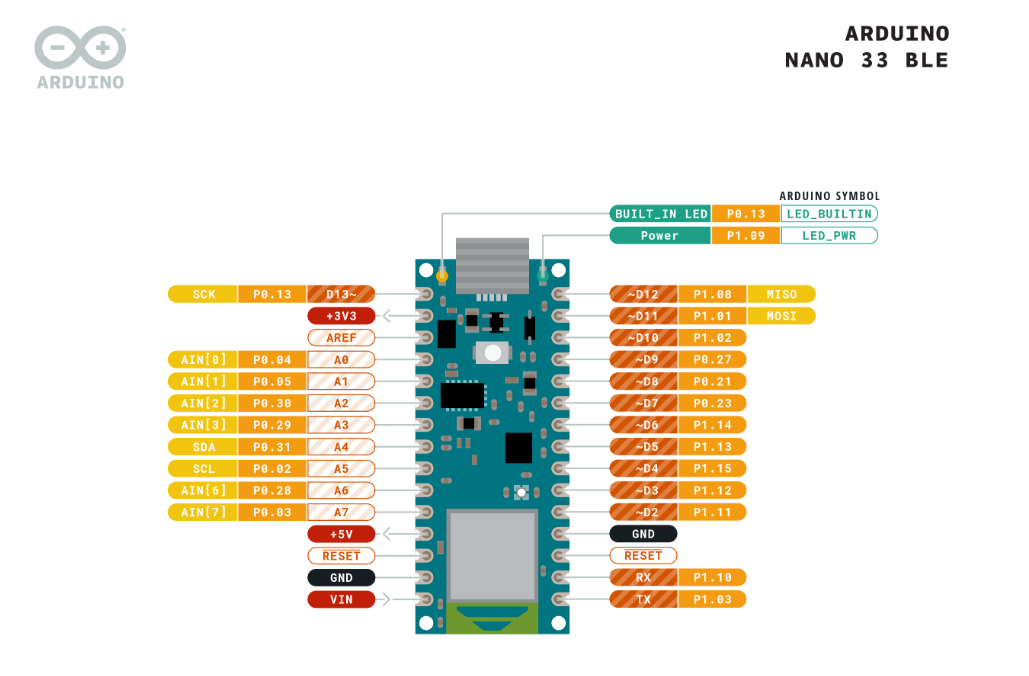 ARDUINO
ARDUINO
NANO 33 BLE
ARDUINO SYMBOL
BUILT_IN LED P0.13 LED_BUILTIN
Power P1.09 LED_PWR
SCK P0.13 D13~
+3V3
AREF
AIN[0] P0.04 A0
AIN[1] P0.05 A1
AIN[2] P0.30 A2
AIN[3] P0.29 A3
SDA P0.31 A4
SCL P0.02 A5
AIN[6] P0.28 A6
AIN[7] P0.03 A7
+5V
RESET
GND
VIN
~D12 P1.08 MISO
~D11 P1.01 MOSI
~D10 P1.02
~D9 P0.27
~D8 P0.21
~D7 P0.23
~D6 P1.14
~D5 P1.13
~D4 P1.15
~D3 P1.12
~D2 P1.11
GND
RESET
RX P1.10
TX P1.03